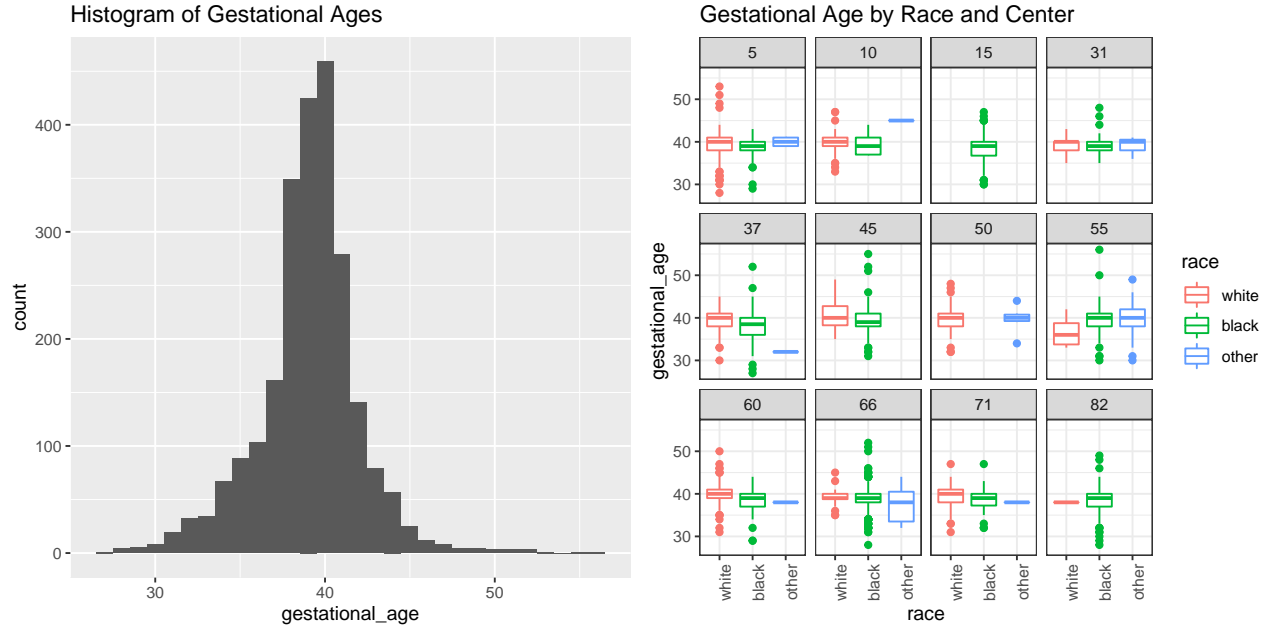 Histogram of Gestational Ages
count
400
300
200
100
0
30
40
50
gestational_age
Gestational Age by Race and Center
gestational_age
5
10
15
31
50
40
30
37
45
50
55
50
40
30
60
66
71
82
50
40
30
white
black
other
white
black
other
white
black
other
white
black
other
race
race
white
black
other